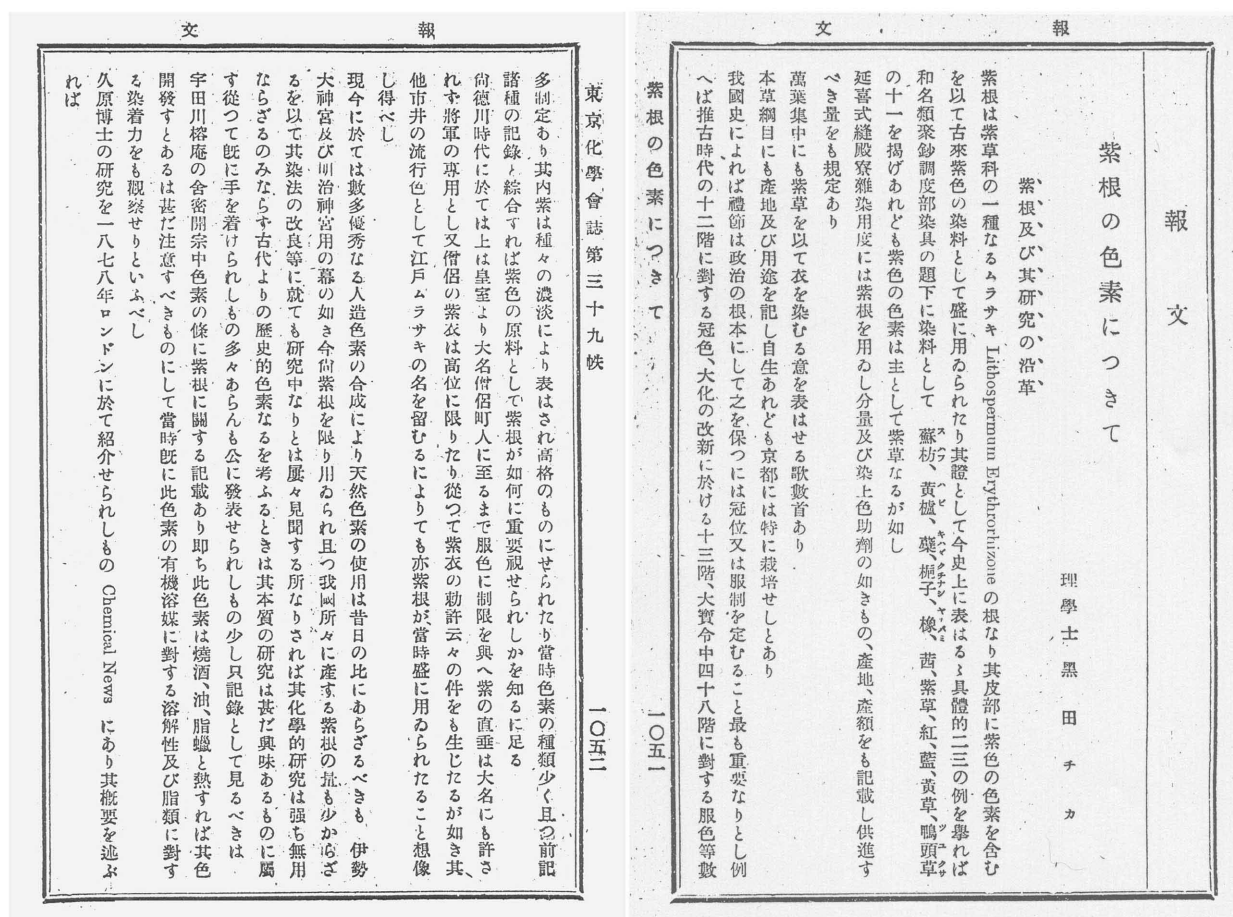 報文
報文
紫根の色素につきて
理學士黑田チカ
紫根及び其研究の沿革
紫根は紫草科の一種なるムラサキ Lithospermum Erythrorhizone の根なり其皮部に紫色の色素を含む
を以て古來紫色の染料として盛に用ゐられたり其證として今史上に表はるゝ具體的二三の例を擧れば
和名類聚鈔調度部染具の題下に染料として 蘇枋、黃櫨、蘗、梔子、橡、茜、紫草、紅、藍、黃草、鴨頭草
の十一を揭げあれども紫色の色素は主として紫草なるが如し
延喜式縫殿寮雜染用度には紫根を用ゐし分量及び染上色助劑の如きもの、產地、產額をも記載し供進す
べき量をも規定あり
萬葉集中にも紫草を以て衣を染むる意を表はせる歌數首あり
本草綱目にも產地及び用途を記し自生あれども京都には特に栽培せしとあり
我國史によれば禮節は政治の根本にして之を保つには冠位又は服制を定むること最も重要なりとし例
へば推古時代の十二階に對する冠色、大化の改新に於ける十三階、大寶令中四十八階に對する服色等數
紫根の色素につきて
一〇五一
報文
東京化學會誌第三十九帙
一〇五二
多制定あり其内紫は種々の濃淡により表はされ高格のものにせられたり當時色素の種類少く且つ前記
諸種の記錄と綜合すれば紫色の原料として紫根が如何に重要視せられしかを知るに足る
尙德川時代に於ては上は皇室より大名僧侶町人に至るまで服色に制限を與へ紫の直垂は大名にも許さ
れず將軍の專用とし又僧侶の紫衣は高位に限りたり從つて紫衣の勅許云々の件をも生じたるが如き其
他市井の流行色として江戶ムラサキの名を留むるによりても亦紫根が當時盛に用ゐられたること想像
し得べし
現今に於ては數多優秀なる人造色素の合成により天然色素の使用は昔日の比にあらざるべきも 伊勢
大神宮及び明治神宮用の幕の如き今尙紫根を限り用ゐられ且つ我國所々に產する紫根の量も少からざ
るを以て其染法の改良等に就ても研究中なりとは屢々見聞する所なりされば其化學的研究は强ち無用
ならざるのみならず古代よりの歷史的色素なるを考ふるときは其本質の研究は甚だ興味あるものに屬
す從つて旣に手を着けられしもの多々あらんも公に發表せられしもの少し只記錄として見るべきは
宇田川榕庵の舍密開宗中色素の條に紫根に關する記載あり卽ち此色素は燒酒、油、脂蠟と熱すれば其色
開發すとあるは甚だ注意すべきものにして當時旣に此色素の有機溶媒に對する溶解性及び脂類に對す
る染着力をも觀察せりといふべし
久原博士の研究を一八七八年ロンドンに於て紹介せられしもの Chemical News にあり其槪要を述ぶ
れば